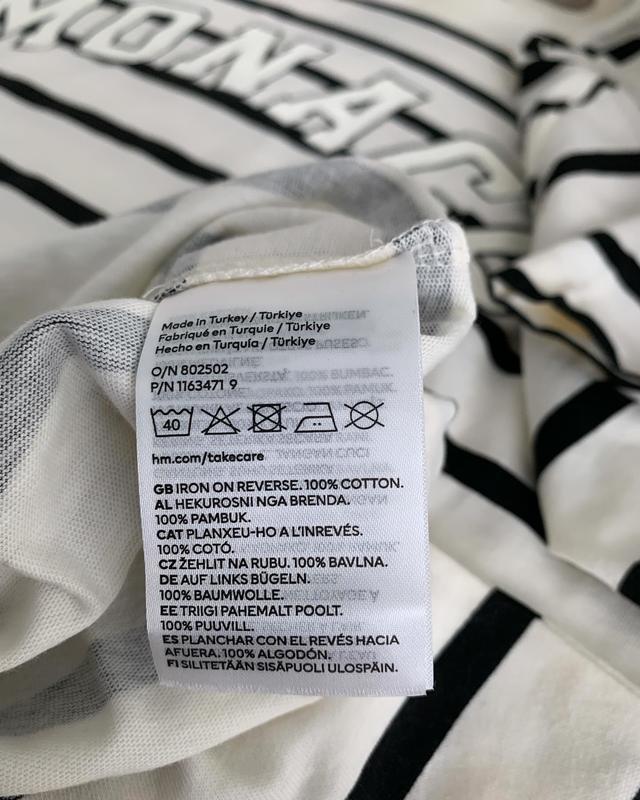 MONAC
Made in Turkey / Türkiye
Fabriqué en Turquie / Türkiye
Hecho en Turquía / Türkiye
O/N 802502
P/N 1163471 9
40
hm.com/takecare
GB IRON ON REVERSE. 100% COTTON.
AL HEKUROSNI NGA BRENDA.
100% PAMBUK.
CAT PLANXEU-HO A L'INREVÉS.
100% COTÓ.
CZ ŽEHLIT NA RUBU. 100% BAVLNA.
DE AUF LINKS BÜGELN.
100% BAUMWOLLE.
EE TRIIGI PAHEMALT POOLT.
100% PUUVILL.
ES PLANCHAR CON EL REVÉS HACIA
AFUERA. 100% ALGODÓN.
FI SILITETÄÄN SISÄPUOLI ULOSPÄIN.